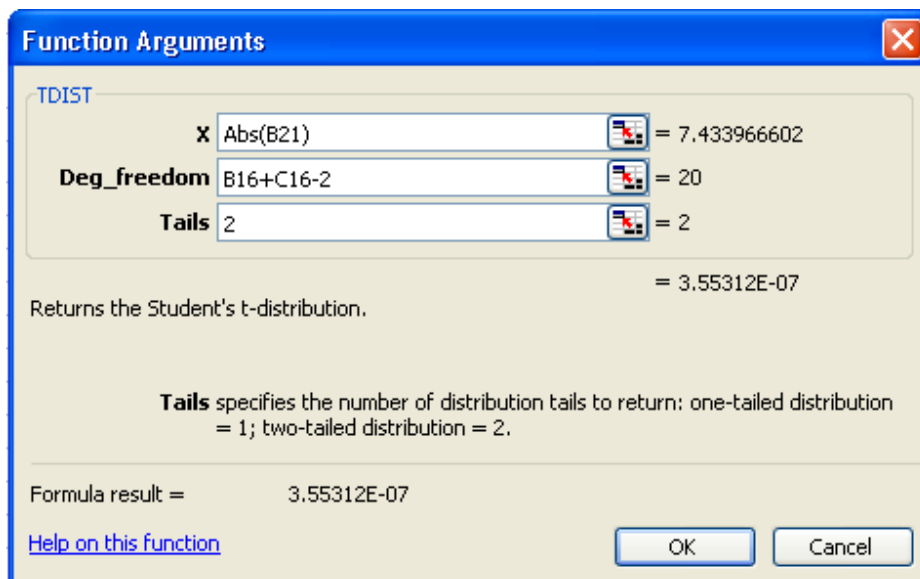 Function Arguments
TDIST
X Abs(B21) = 7.433966602
Deg_freedom B16+C16-2 = 20
Tails 2 = 2
= 3.55312E-07
Returns the Student's t-distribution.
Tails specifies the number of distribution tails to return: one-tailed distribution
= 1; two-tailed distribution = 2.
Formula result = 3.55312E-07
Help on this function OK Cancel